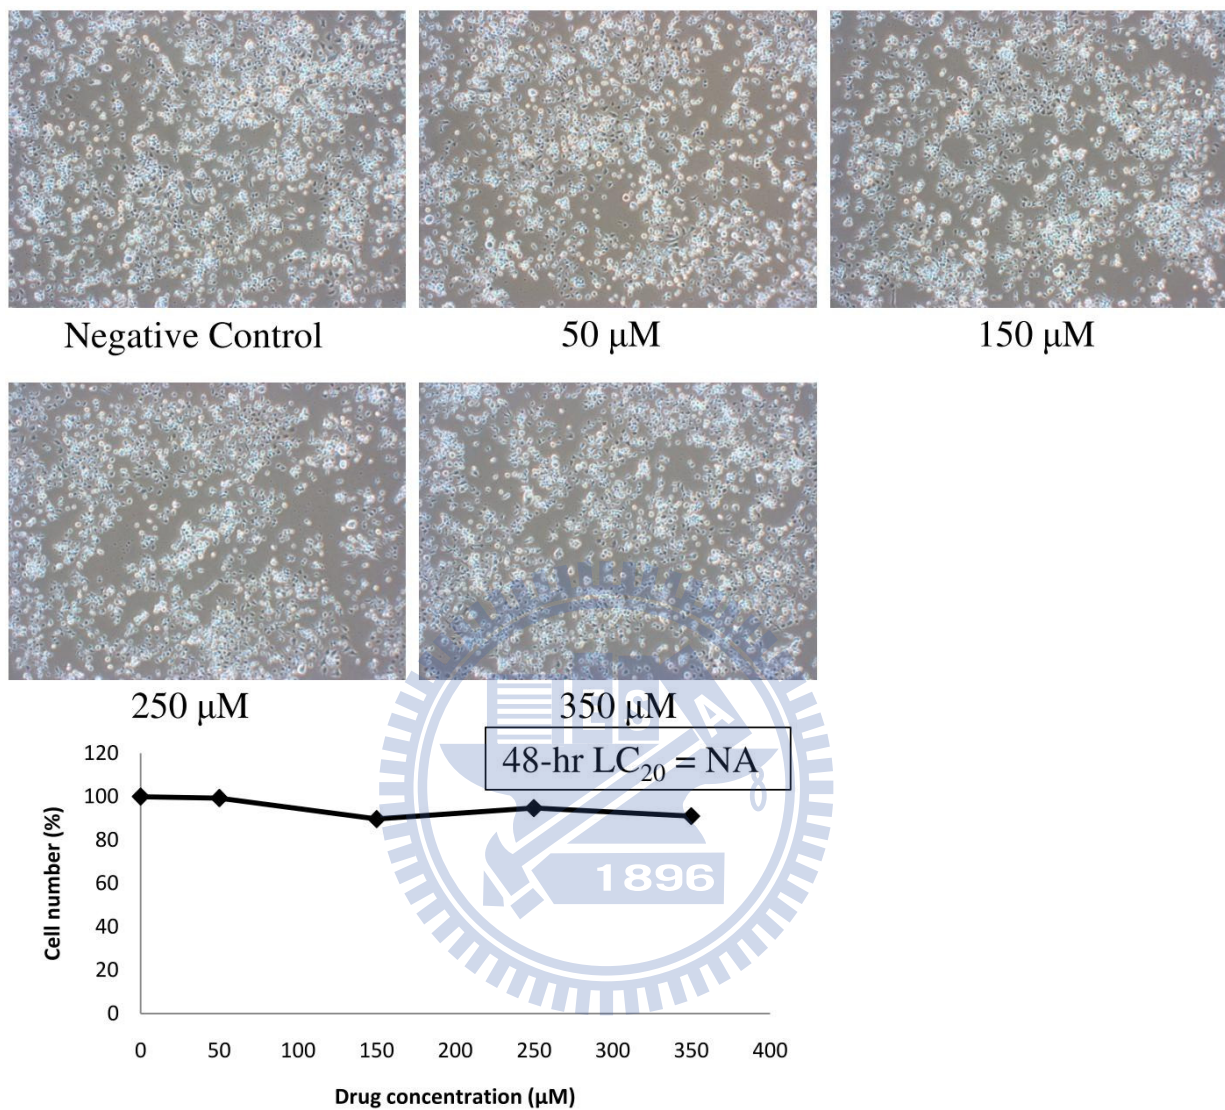 Negative Control
50 μM
150 μM
250 μM
350 μM
48-hr LC₂₀ = NA
120
100
80
60
40
20
0
Cell number (%)
0 50 100 150 200 250 300 350 400
Drug concentration (μM)
E S A
1896